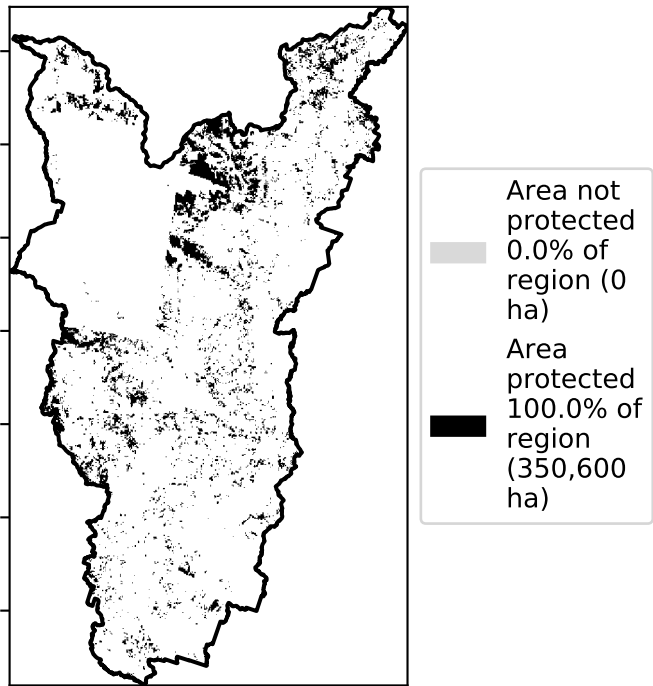 Area not
protected
0.0% of
region (0
ha)
Area
protected
100.0% of
region
(350,600
ha)